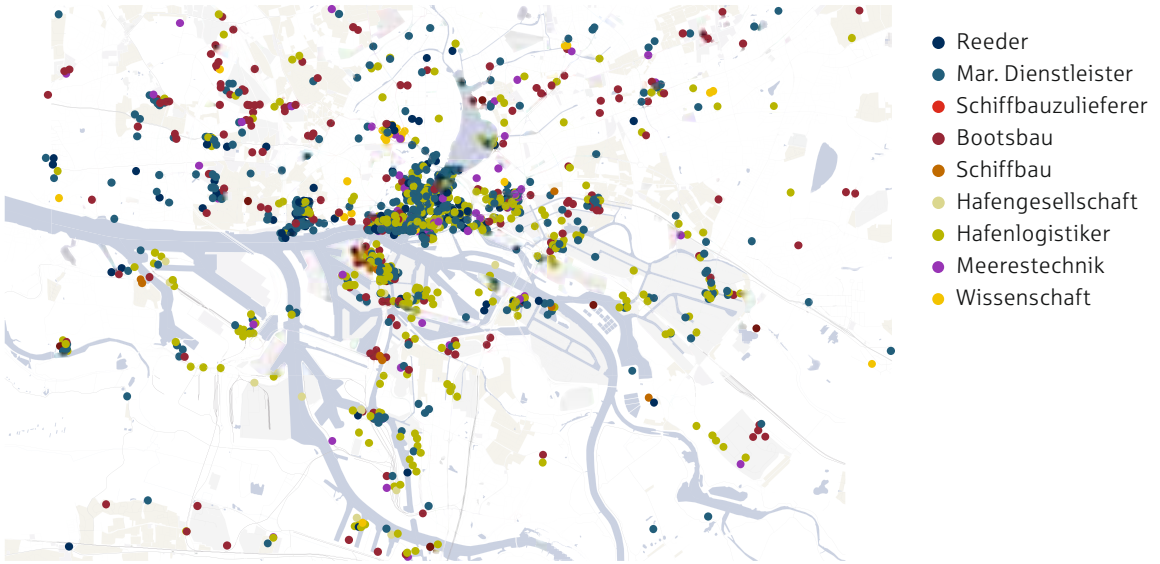 Reeder
Mar. Dienstleister
Schiffbauzulieferer
Bootsbau
Schiffbau
Hafengesellschaft
Hafenlogistiker
Meerestechnik
Wissenschaft